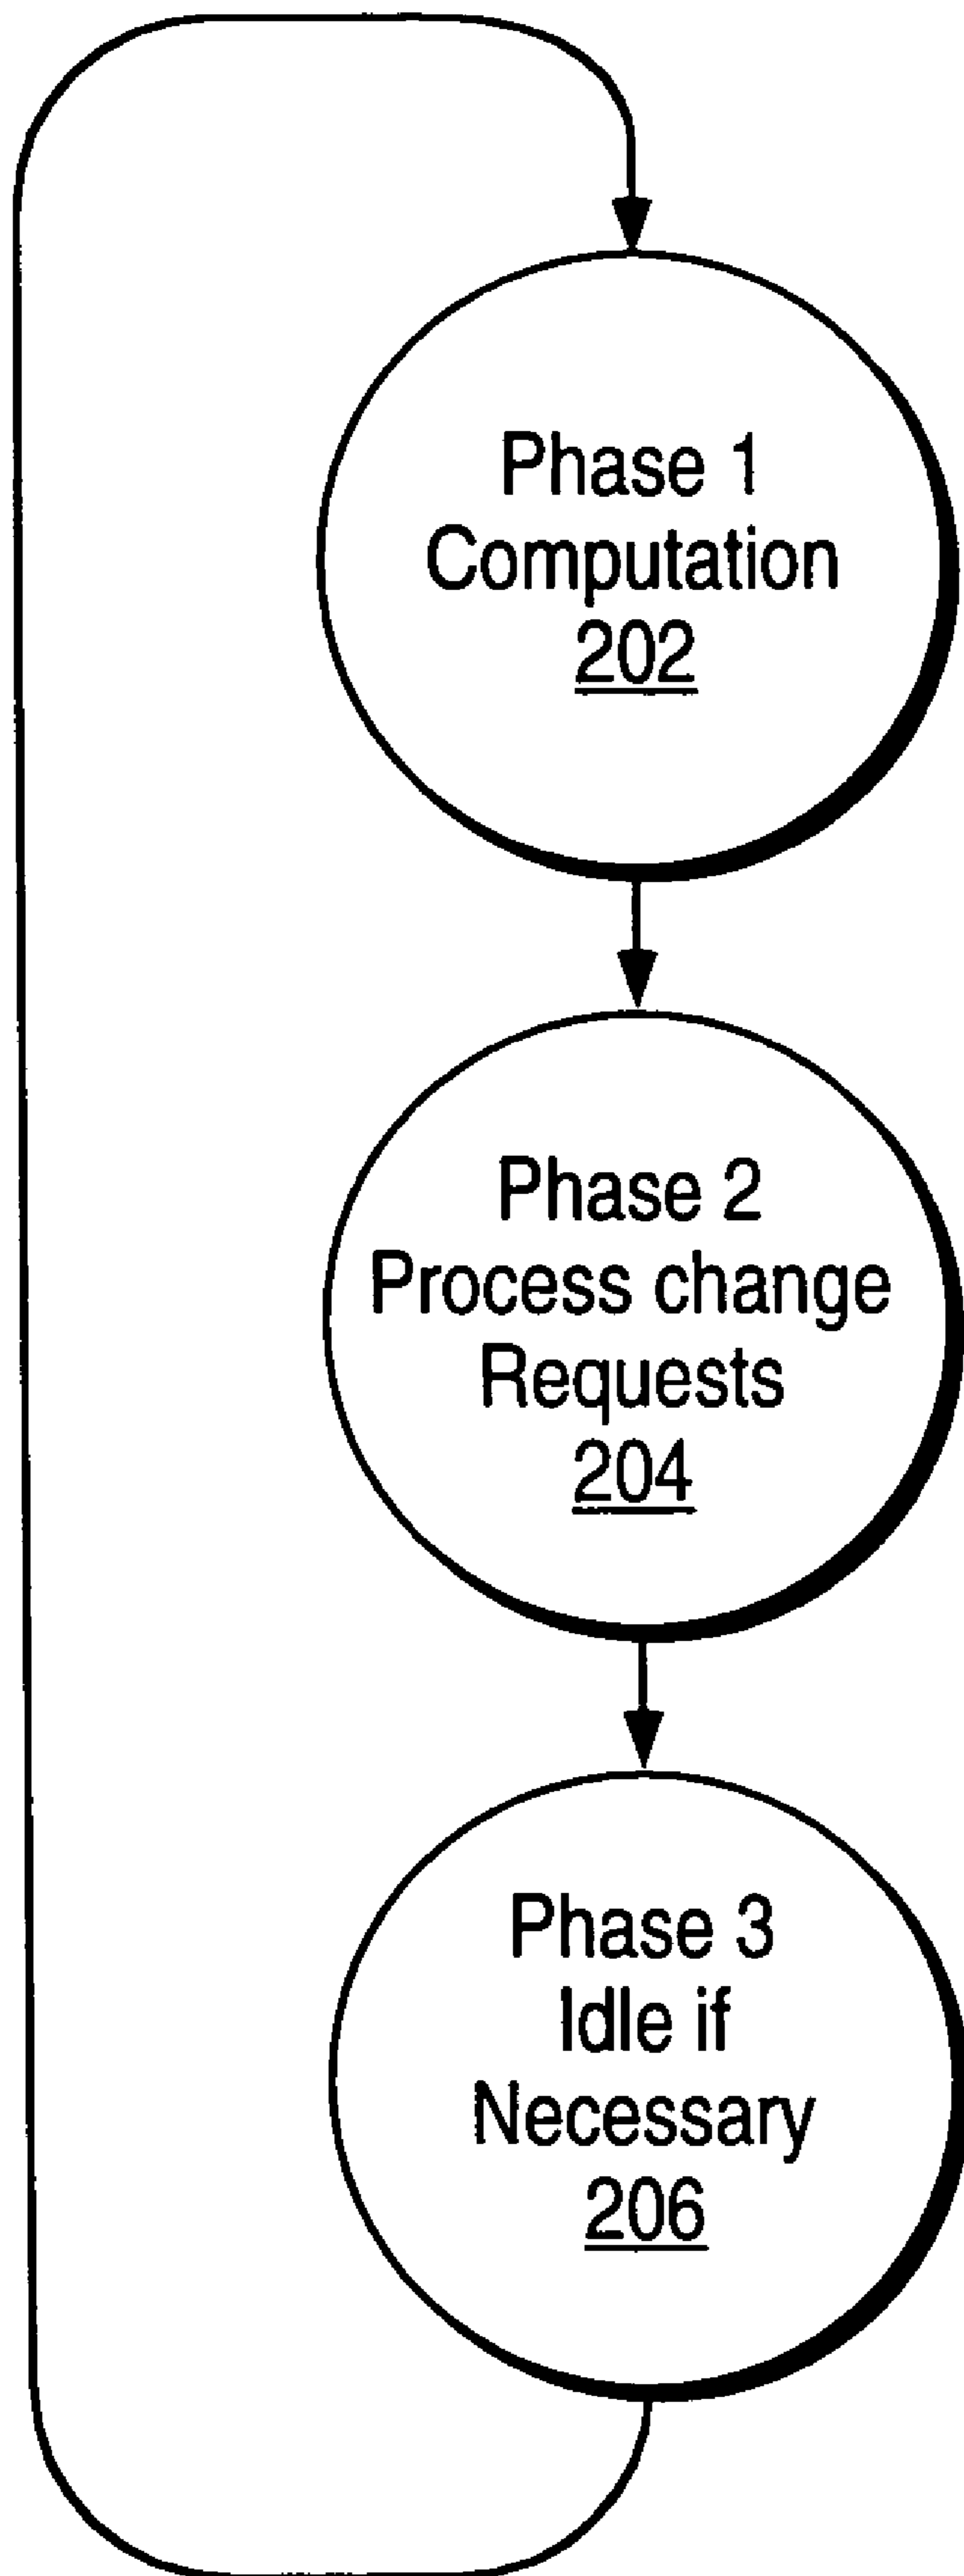 Phase 1
Computation
202
Phase 2
Process change
Requests
204
Phase 3
Idle if
Necessary
206